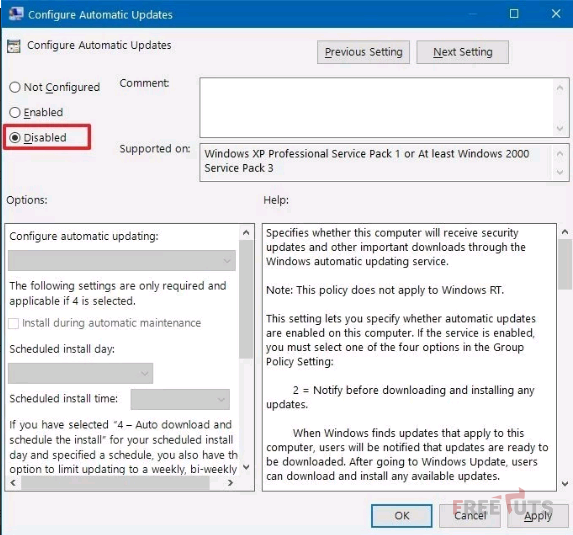 Configure Automatic Updates
Configure Automatic Updates
Previous Setting
Next Setting
Not Configured
Enabled
Disabled
Comment:
Supported on:
Windows XP Professional Service Pack 1 or At least Windows 2000
Service Pack 3
Options:
Help:
Configure automatic updating:
The following settings are only required and
applicable if 4 is selected.
Install during automatic maintenance
Scheduled install day:
Scheduled install time:
If you have selected "4 – Auto download and
schedule the install" for your scheduled install
day and specified a schedule, you also have th
option to limit updating to a weekly, bi-weekly
Specifies whether this computer will receive security
updates and other important downloads through the
Windows automatic updating service.
Note: This policy does not apply to Windows RT.
This setting lets you specify whether automatic updates
are enabled on this computer. If the service is enabled,
you must select one of the four options in the Group
Policy Setting:
2 = Notify before downloading and installing any
updates.
When Windows finds updates that apply to this
computer, users will be notified that updates are ready to
be downloaded. After going to Windows Update, users
can download and install any available updates.
FREETUTS
OK
Cancel
Apply